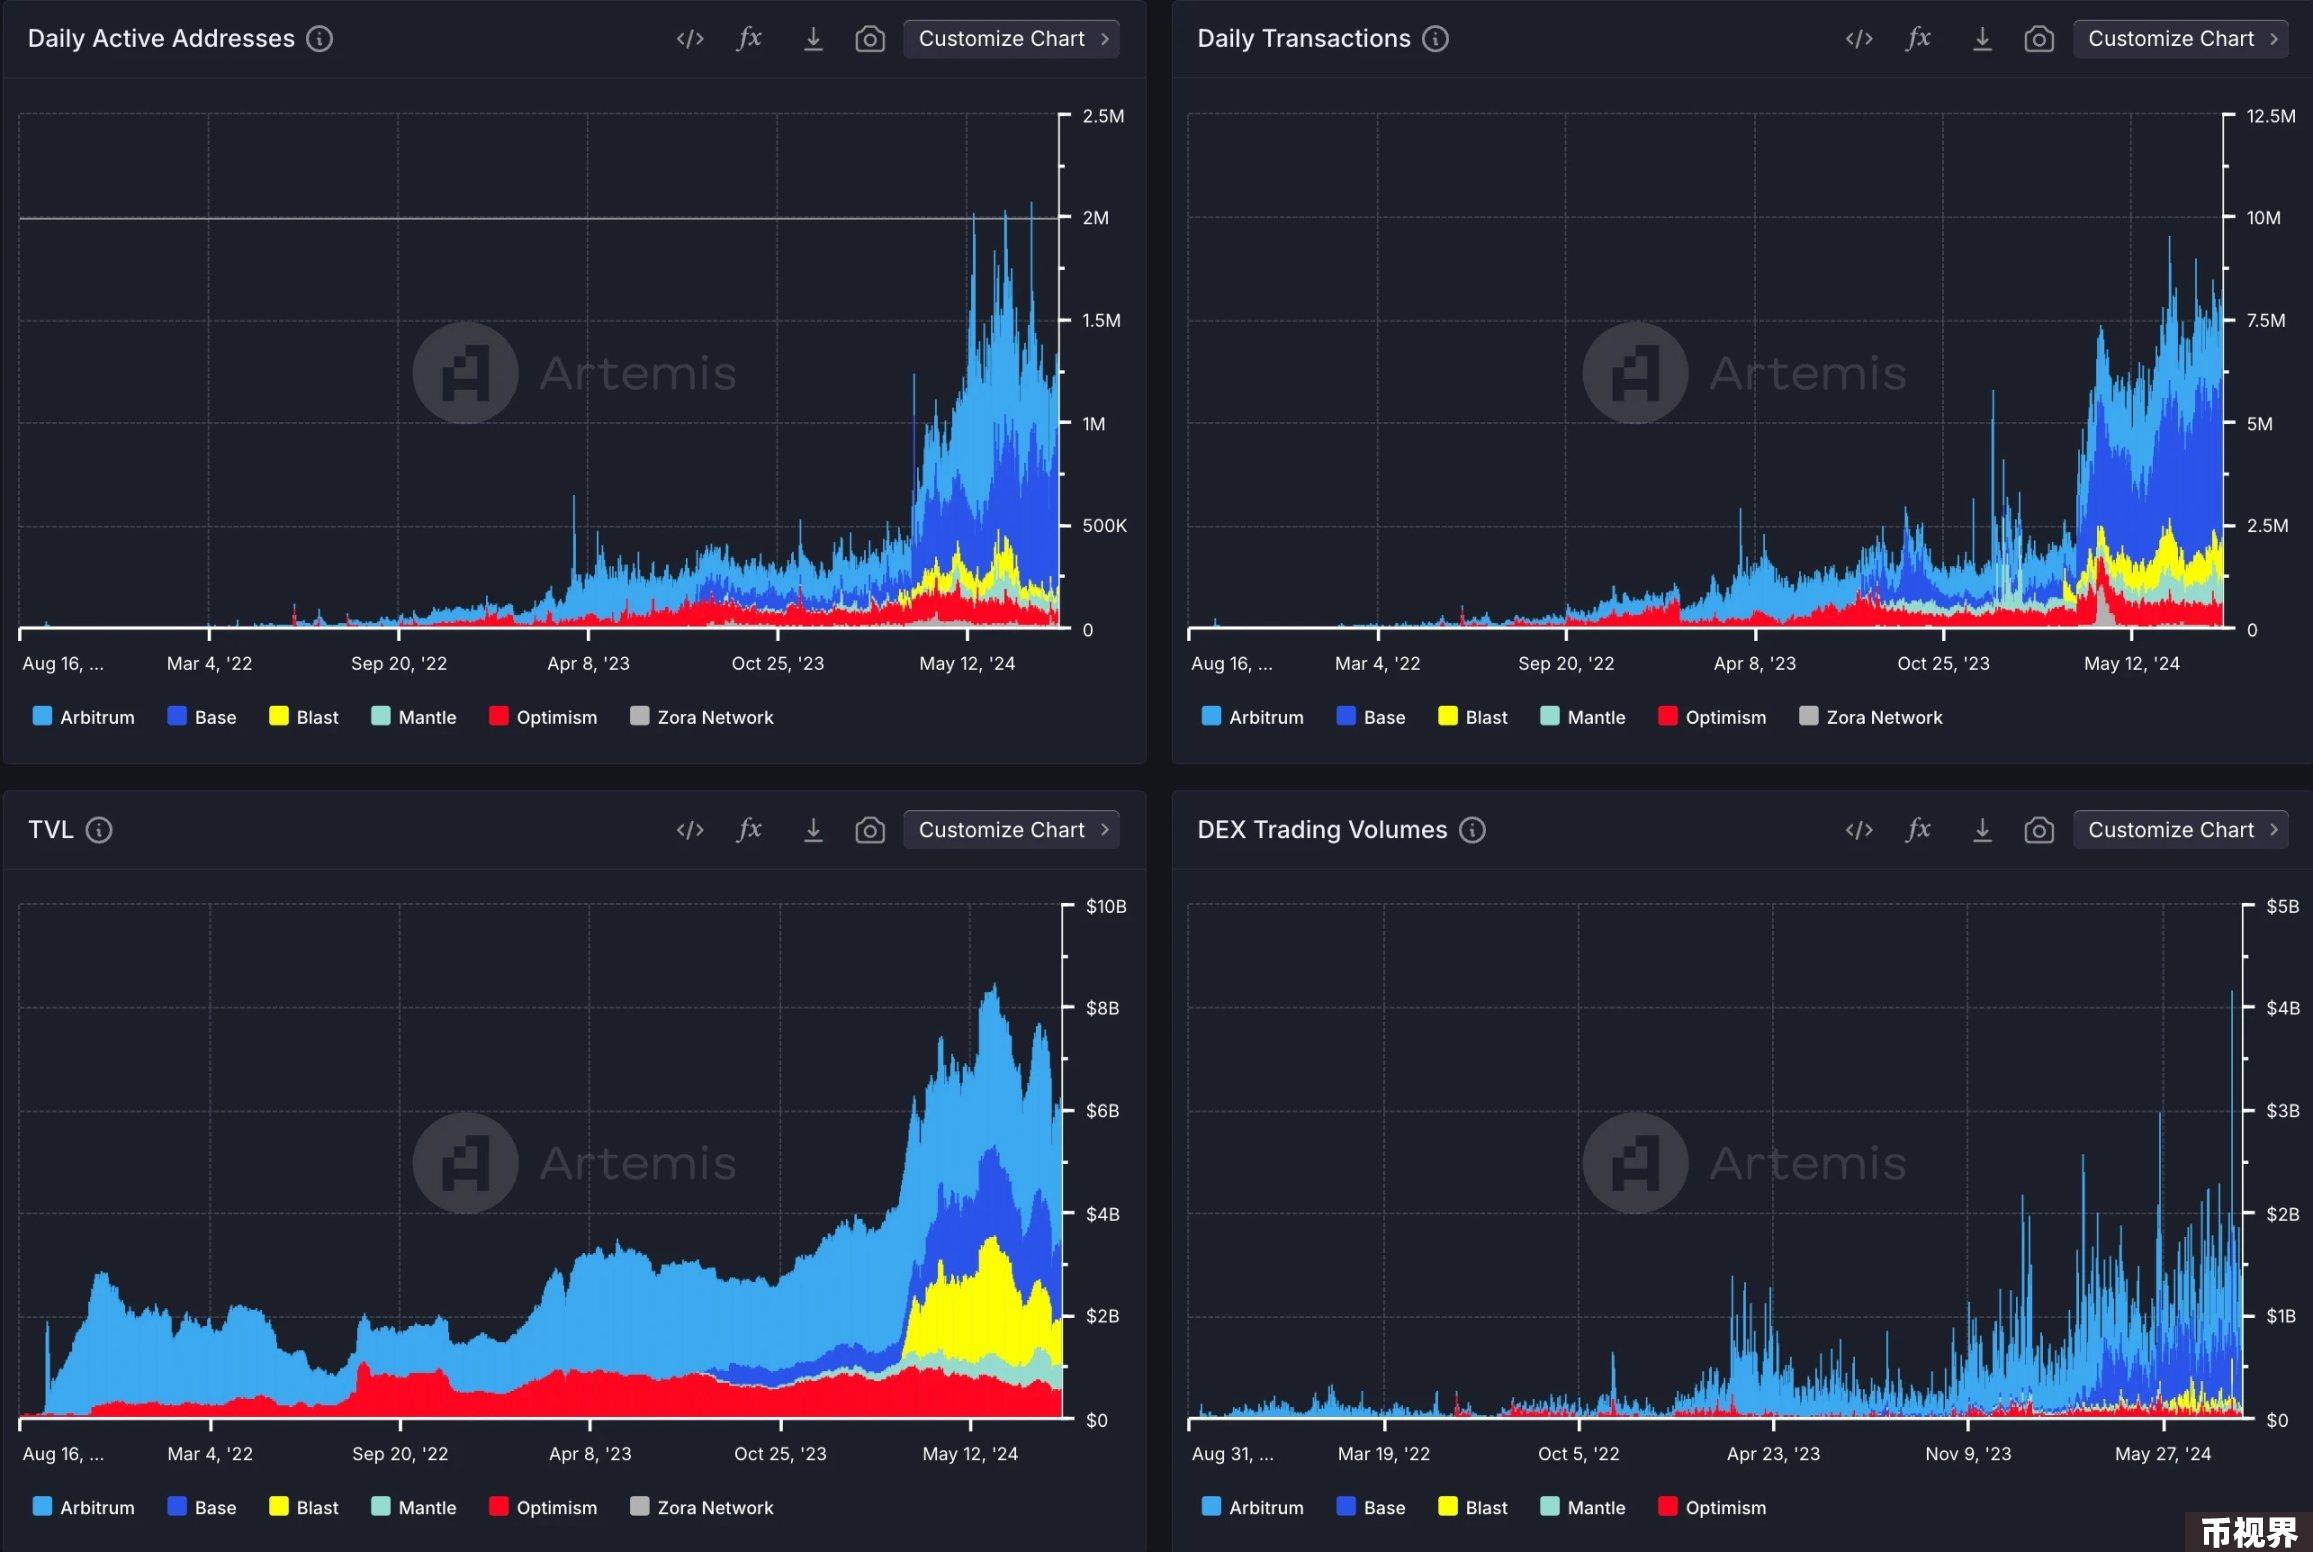 Daily Active Addresses
</> fx Customize Chart >
2.5M
2M
1.5M
1M
500K
0
Artemis
Aug 16, ... Mar 4, '22 Sep 20, '22 Apr 8, '23 Oct 25, '23 May 12, '24
Arbitrum Base Blast Mantle Optimism Zora Network
Daily Transactions
</> fx Customize Chart >
12.5M
10M
7.5M
5M
2.5M
0
Artemis
Aug 16, ... Mar 4, '22 Sep 20, '22 Apr 8, '23 Oct 25, '23 May 12, '24
Arbitrum Base Blast Mantle Optimism Zora Network
TVL
</> fx Customize Chart >
$10B
$8B
$6B
$4B
$2B
$0
Artemis
Aug 16, ... Mar 4, '22 Sep 20, '22 Apr 8, '23 Oct 25, '23 May 12, '24
Arbitrum Base Blast Mantle Optimism Zora Network
DEX Trading Volumes
</> fx Customize Chart >
$5B
$4B
$3B
$2B
$1B
$0
Artemis
Aug 31, ... Mar 19, '22 Oct 5, '22 Apr 23, '23 Nov 9, '23 May 27, '24
Arbitrum Base Blast Mantle Optimism
币视界